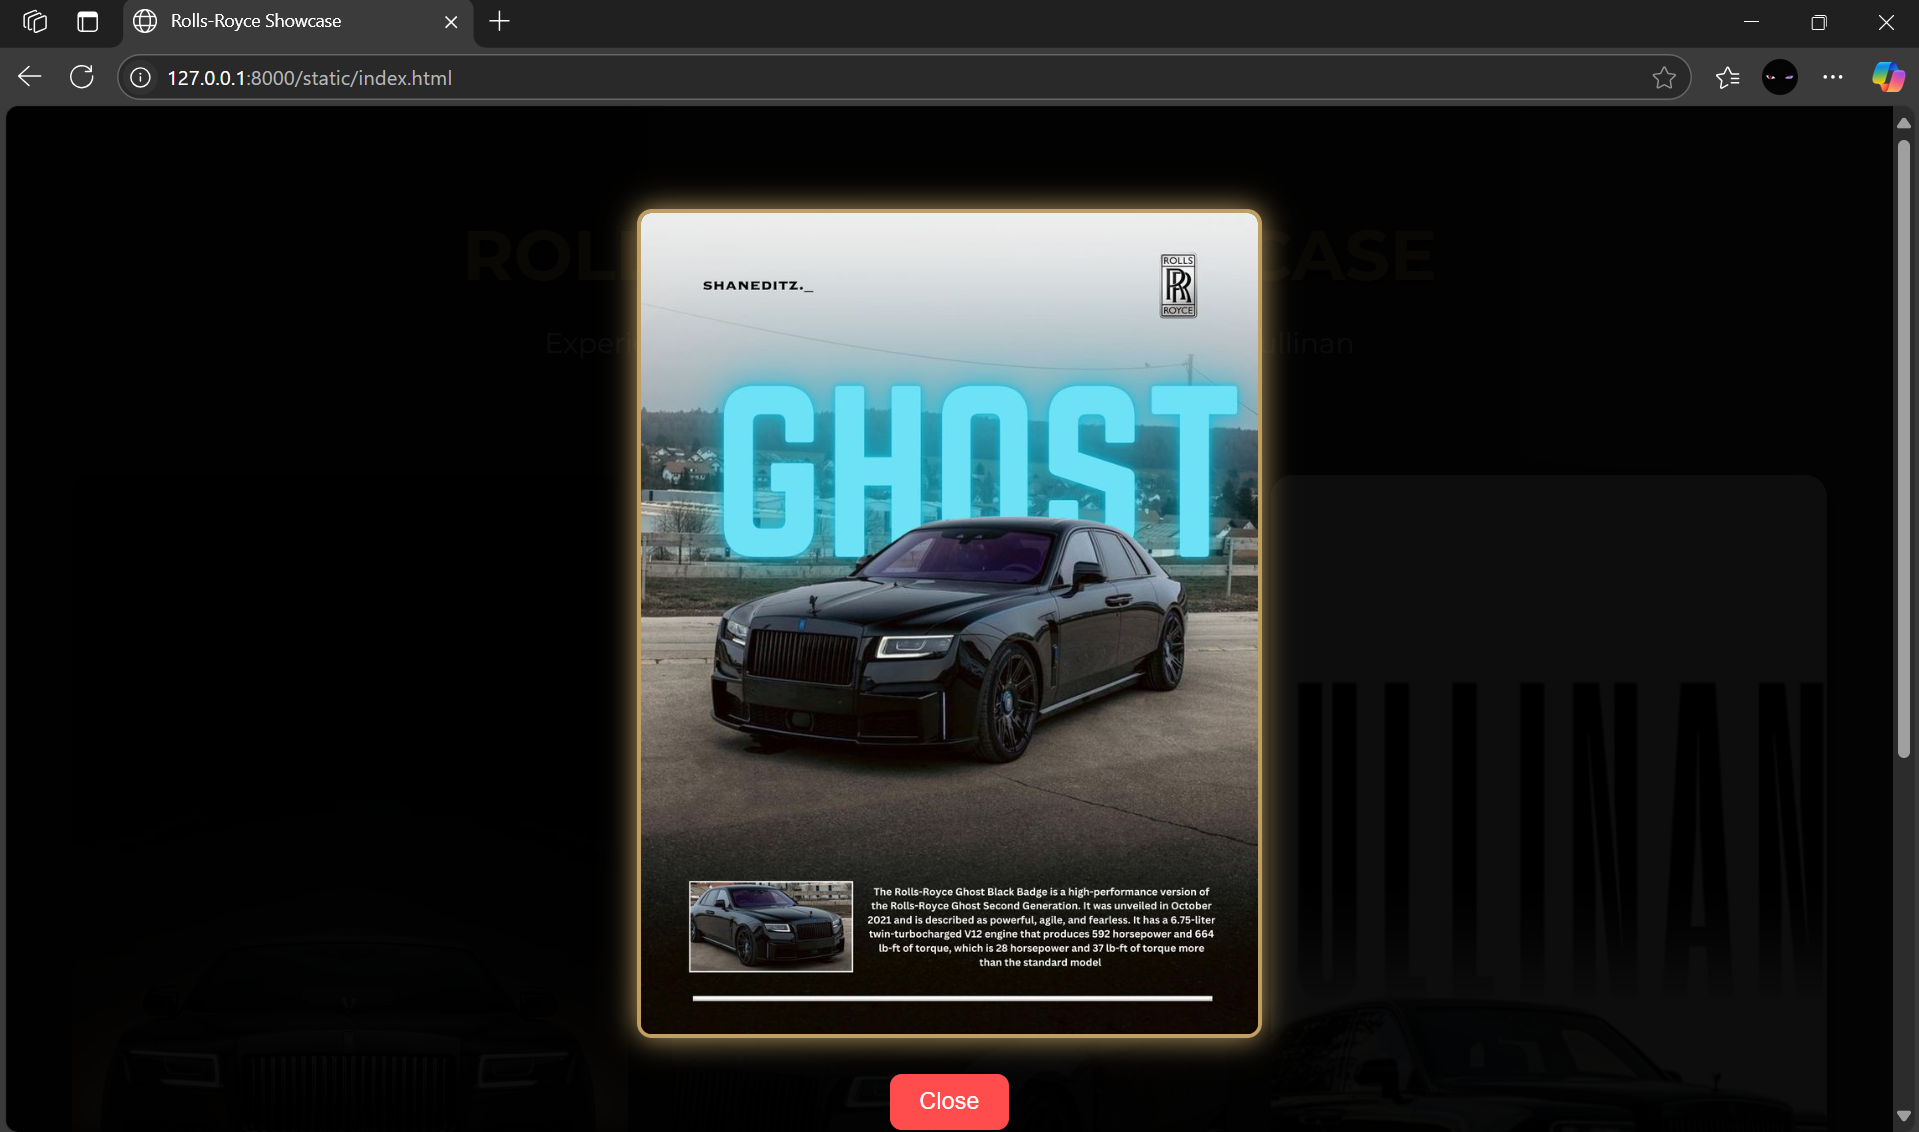 Rolls-Royce Showcase
127.0.0.1:8000/static/index.html
ROLLS
RR
ROYCE
SHANEDITZ._
ROL CASE
Experi ullinan
GHOST
ULLINAN
The Rolls-Royce Ghost Black Badge is a high-performance version of
the Rolls-Royce Ghost Second Generation. It was unveiled in October
2021 and is described as powerful, agile, and fearless. It has a 6.75-liter
twin-turbocharged V12 engine that produces 592 horsepower and 664
lb-ft of torque, which is 28 horsepower and 37 lb-ft of torque more
than the standard model
Close